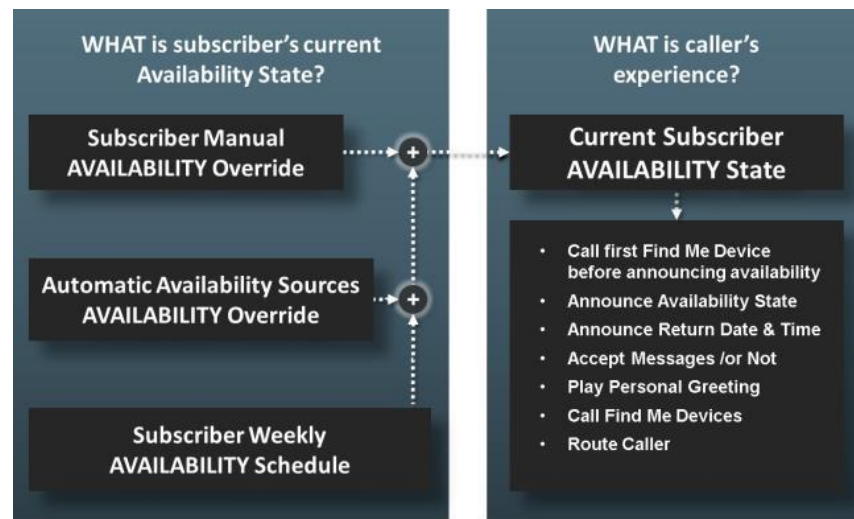 WHAT is subscriber's current
Availability State?
Subscriber Manual
AVAILABILITY Override
Automatic Availability Sources
AVAILABILITY Override
Subscriber Weekly
AVAILABILITY Schedule
WHAT is caller's
experience?
Current Subscriber
AVAILABILITY State
• Call first Find Me Device
before announcing availability
• Announce Availability State
• Announce Return Date & Time
• Accept Messages /or Not
• Play Personal Greeting
• Call Find Me Devices
• Route Caller